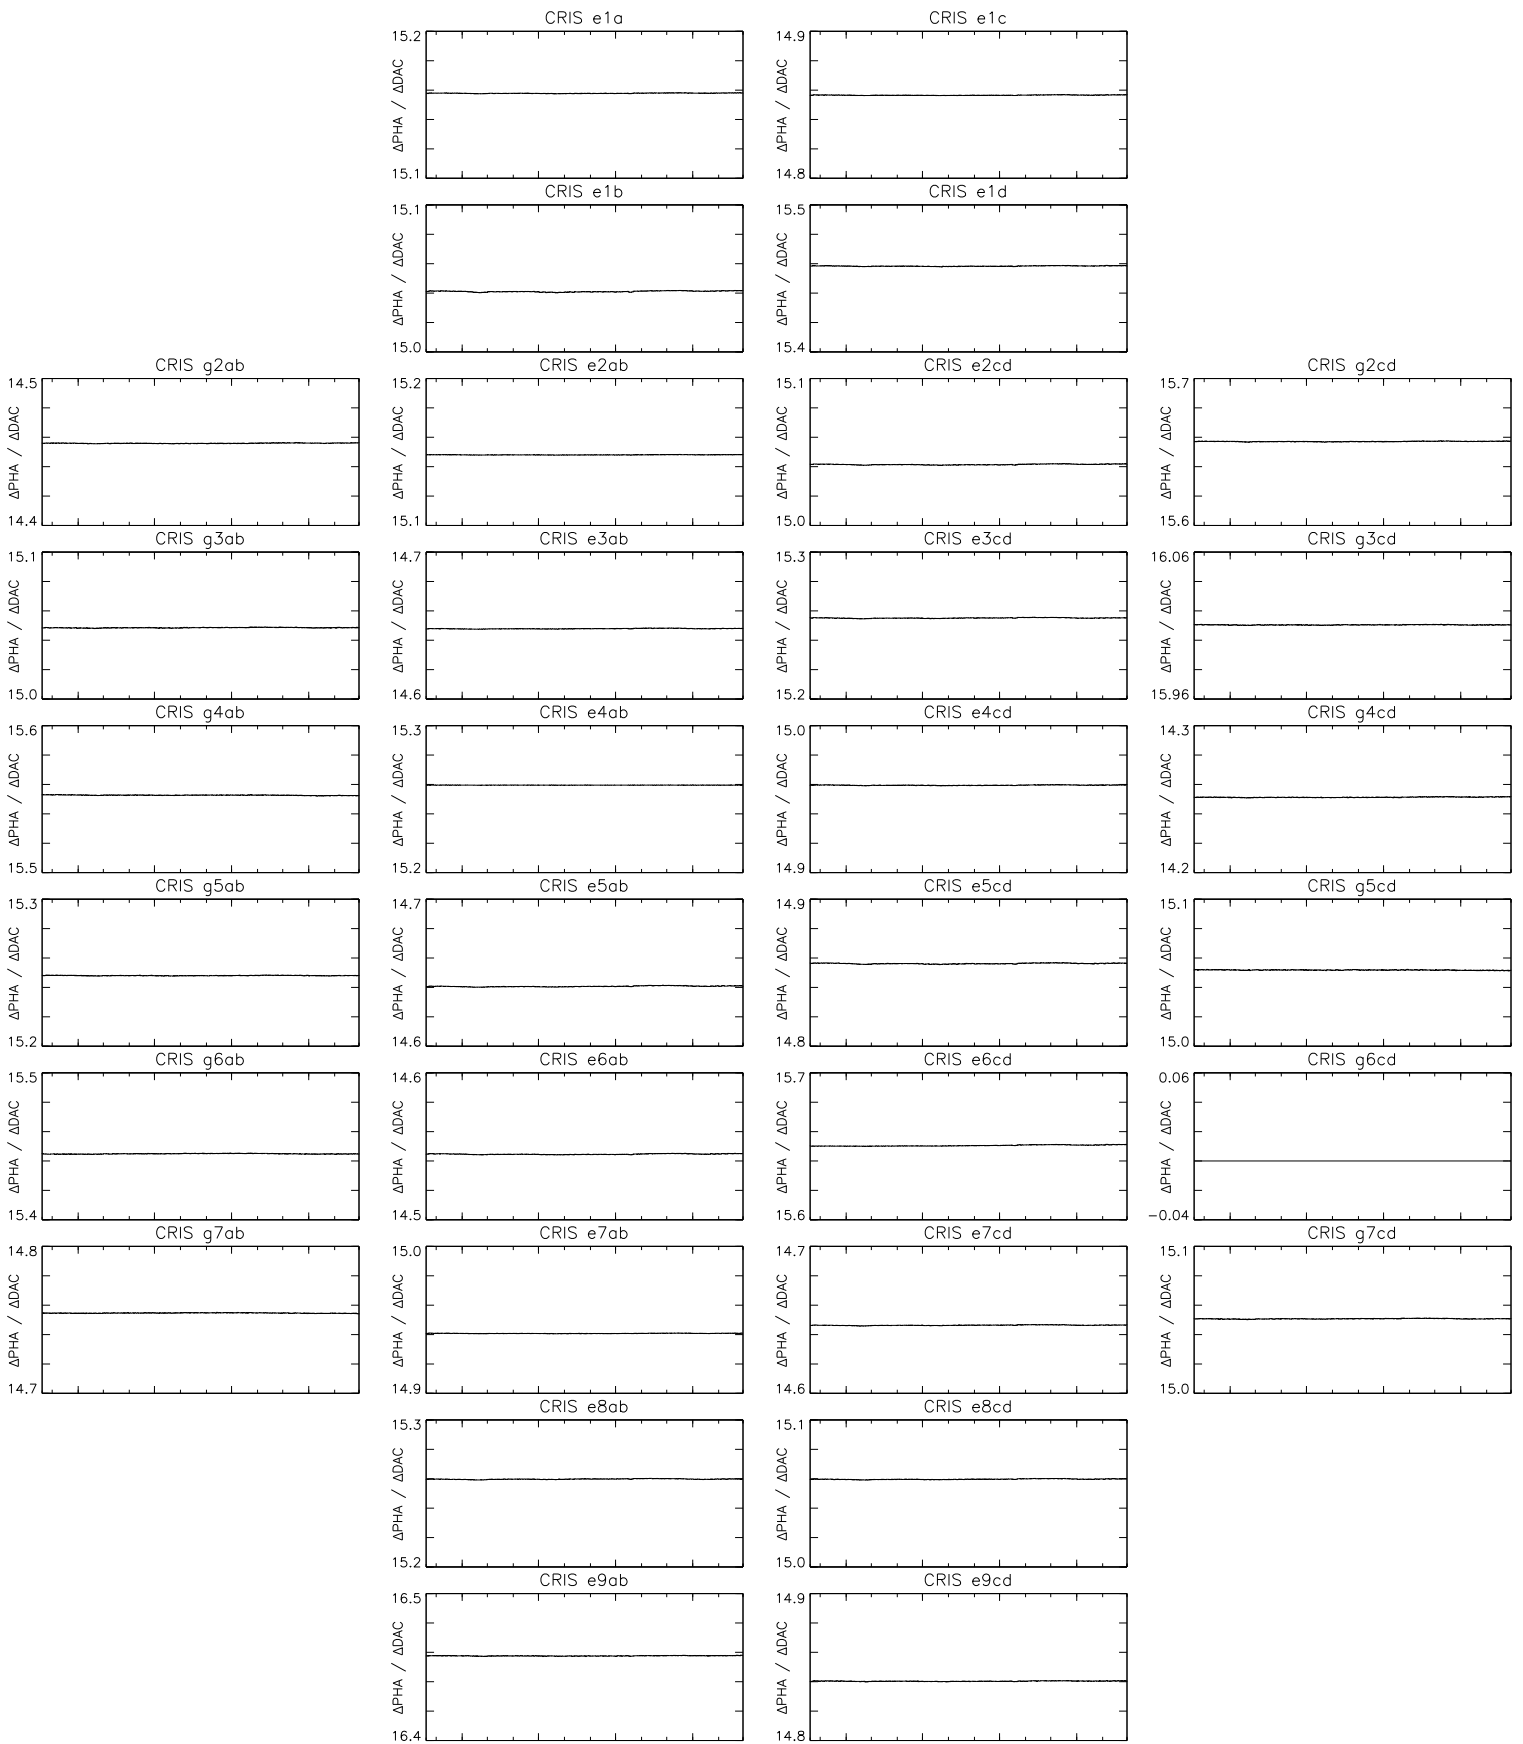 CRIS e1a
15.2
ΔPHA / ΔDAC
15.1
CRIS e1c
14.9
ΔPHA / ΔDAC
14.8
CRIS e1b
15.1
ΔPHA / ΔDAC
15.0
CRIS e1d
15.5
ΔPHA / ΔDAC
15.4
CRIS g2ab
14.5
ΔPHA / ΔDAC
14.4
CRIS e2ab
15.2
ΔPHA / ΔDAC
15.1
CRIS e2cd
15.1
ΔPHA / ΔDAC
15.0
CRIS g2cd
15.7
ΔPHA / ΔDAC
15.6
CRIS g3ab
15.1
ΔPHA / ΔDAC
15.0
CRIS e3ab
14.7
ΔPHA / ΔDAC
14.6
CRIS e3cd
15.3
ΔPHA / ΔDAC
15.2
CRIS g3cd
16.06
ΔPHA / ΔDAC
15.96
CRIS g4ab
15.6
ΔPHA / ΔDAC
15.5
CRIS e4ab
15.3
ΔPHA / ΔDAC
15.2
CRIS e4cd
15.0
ΔPHA / ΔDAC
14.9
CRIS g4cd
14.3
ΔPHA / ΔDAC
14.2
CRIS g5ab
15.3
ΔPHA / ΔDAC
15.2
CRIS e5ab
14.7
ΔPHA / ΔDAC
14.6
CRIS e5cd
14.9
ΔPHA / ΔDAC
14.8
CRIS g5cd
15.1
ΔPHA / ΔDAC
15.0
CRIS g6ab
15.5
ΔPHA / ΔDAC
15.4
CRIS e6ab
14.6
ΔPHA / ΔDAC
14.5
CRIS e6cd
15.7
ΔPHA / ΔDAC
15.6
CRIS g6cd
0.06
ΔPHA / ΔDAC
−0.04
CRIS g7ab
14.8
ΔPHA / ΔDAC
14.7
CRIS e7ab
15.0
ΔPHA / ΔDAC
14.9
CRIS e7cd
14.7
ΔPHA / ΔDAC
14.6
CRIS g7cd
15.1
ΔPHA / ΔDAC
15.0
CRIS e8ab
15.3
ΔPHA / ΔDAC
15.2
CRIS e8cd
15.1
ΔPHA / ΔDAC
15.0
CRIS e9ab
16.5
ΔPHA / ΔDAC
16.4
CRIS e9cd
14.9
ΔPHA / ΔDAC
14.8